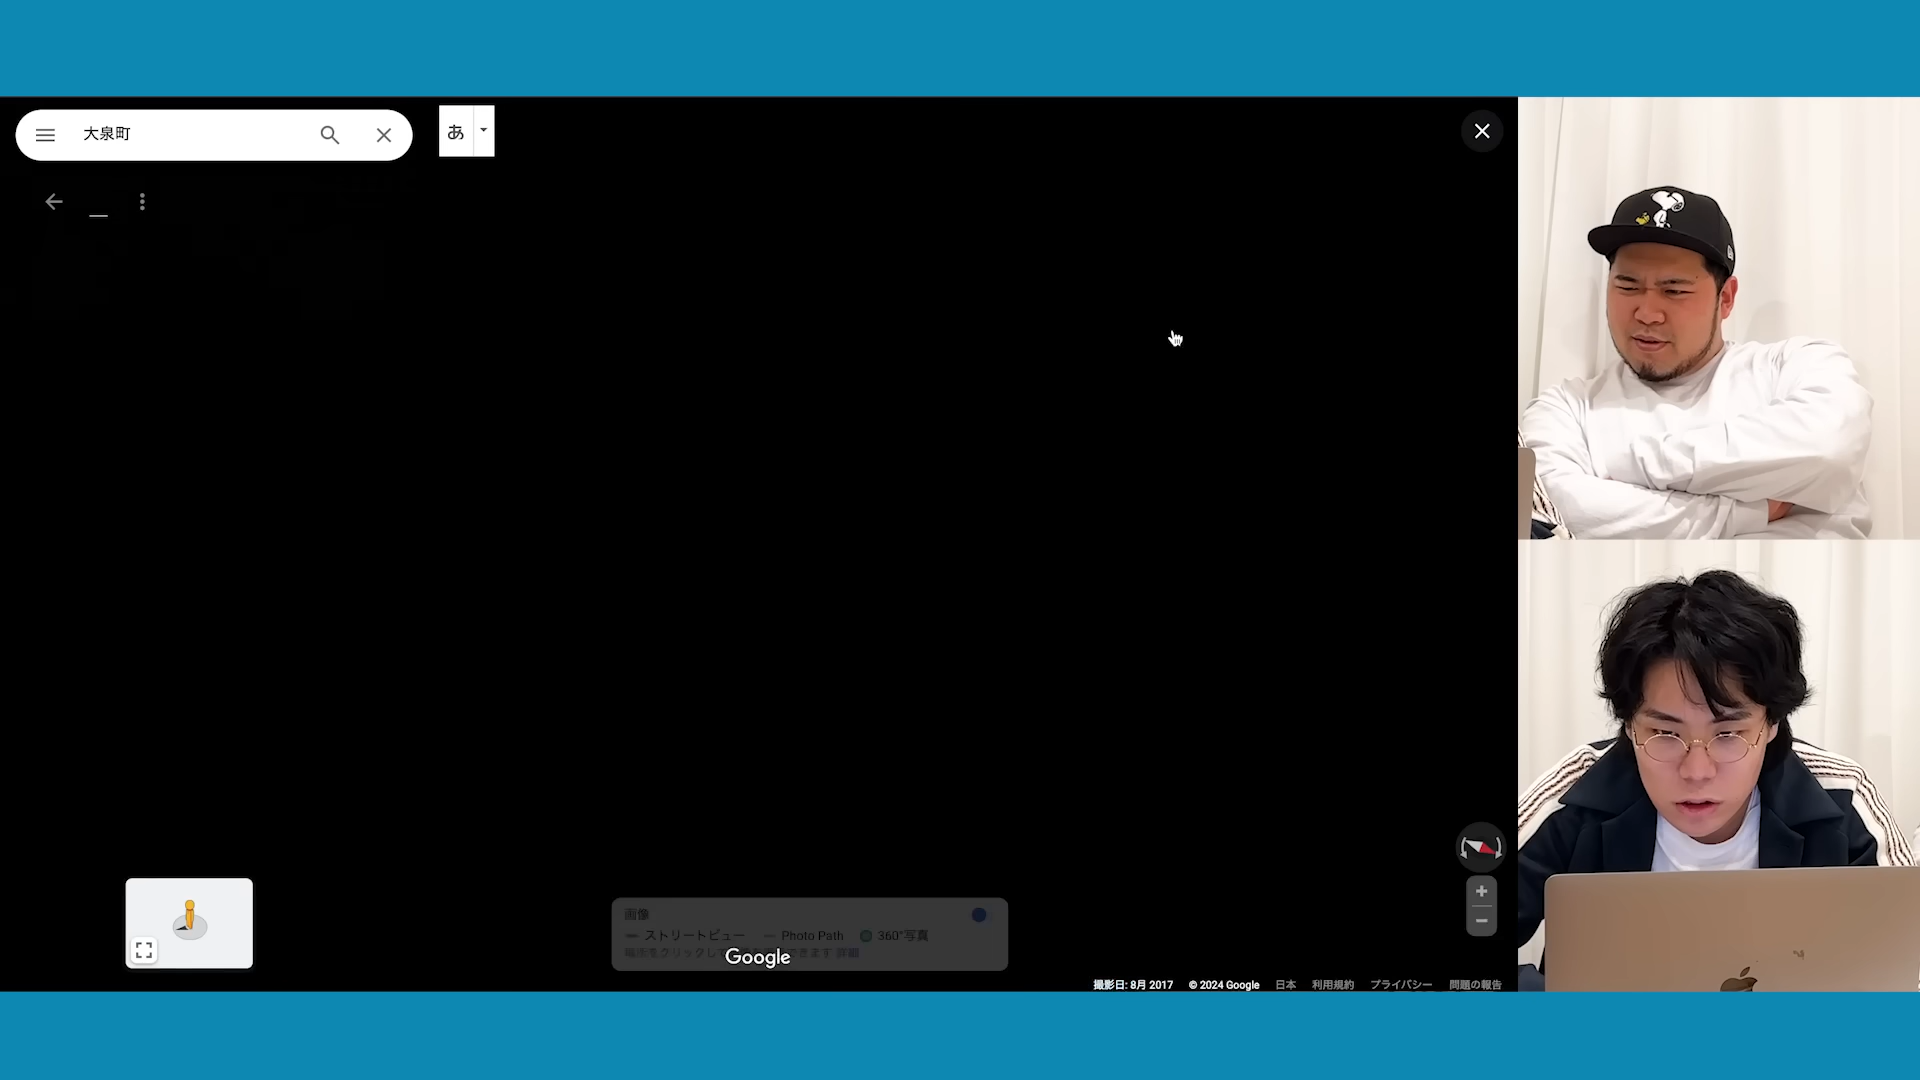 大泉町
あ
画像
ストリートビュー Photo Path 360°写真
Google
撮影日: 8月 2017 © 2024 Google 日本 利用規約 プライバシー 問題の報告